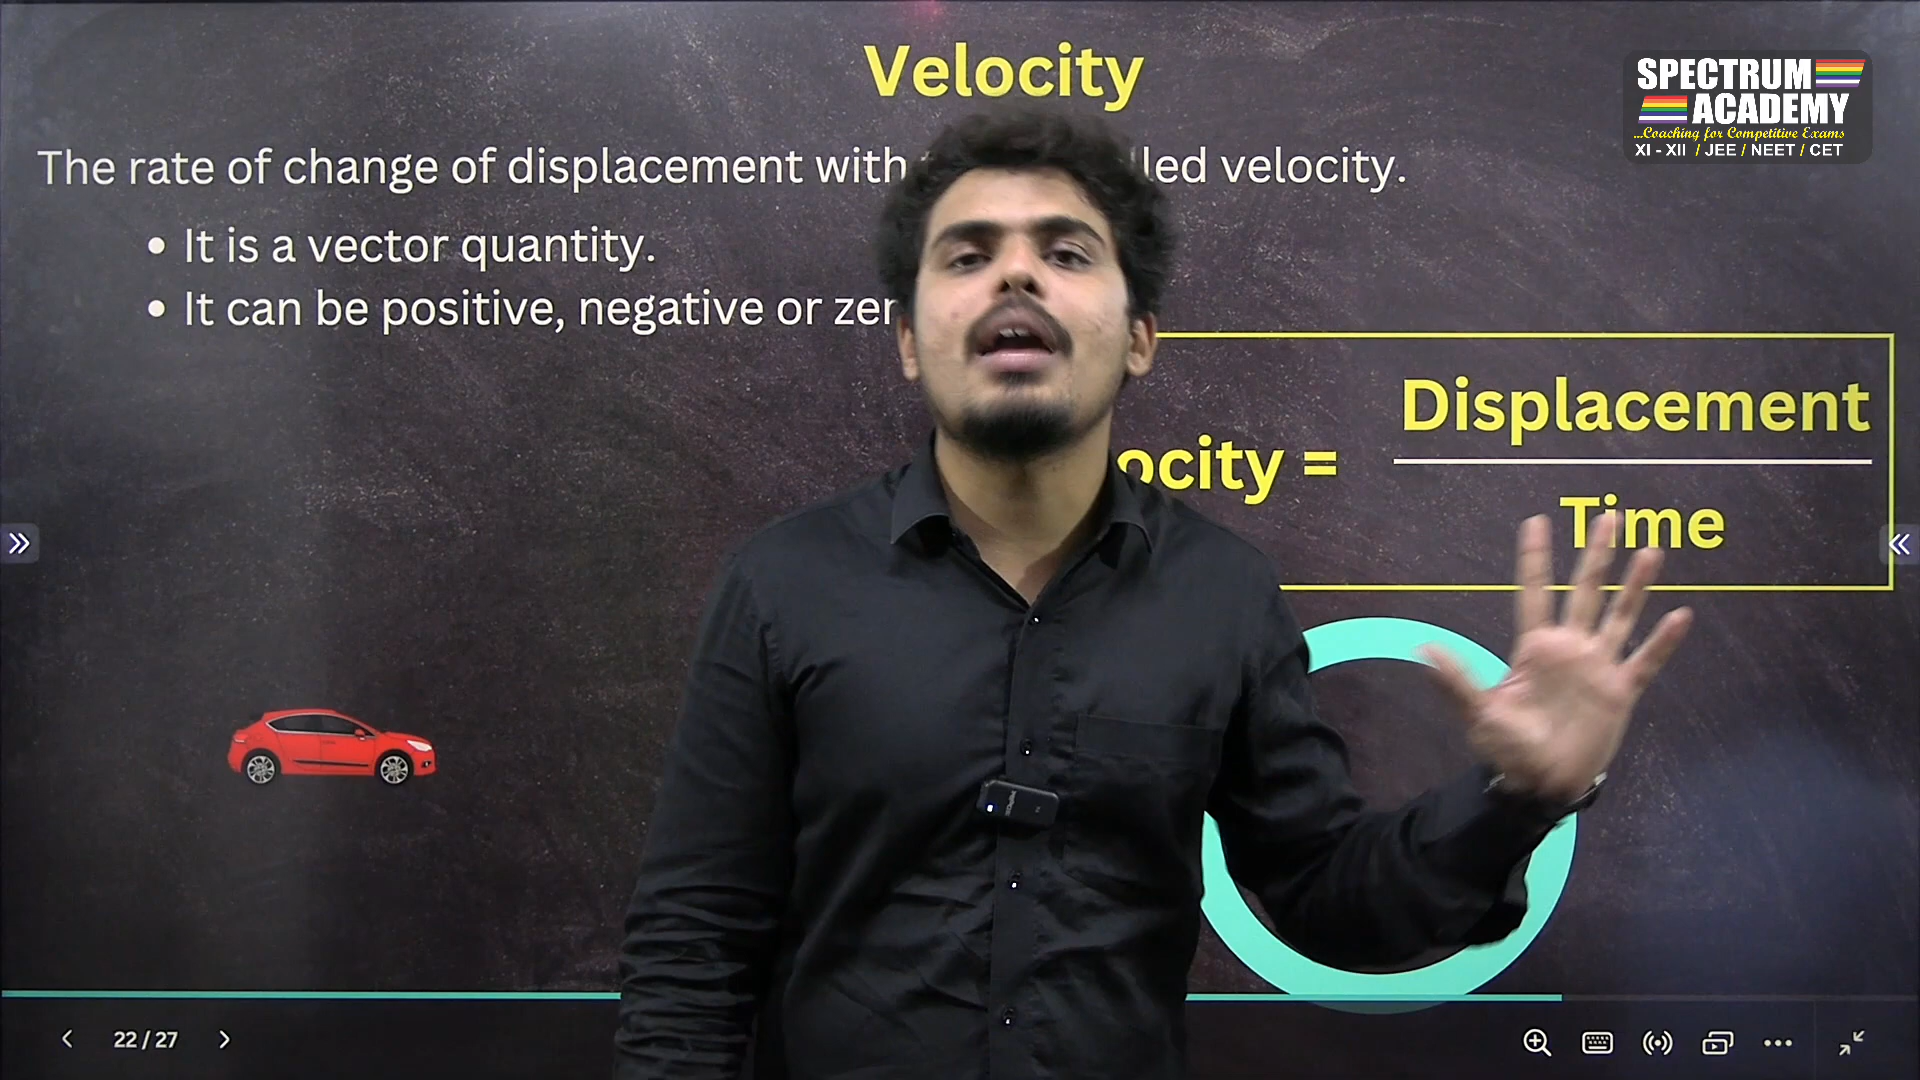 Velocity
SPECTRUM
ACADEMY
...Coaching for Competitive Exams
XI - XII / JEE / NEET / CET
The rate of change of displacement with led velocity.
• It is a vector quantity.
• It can be positive, negative or zer
Displacement
ocity =
Time
22 / 27